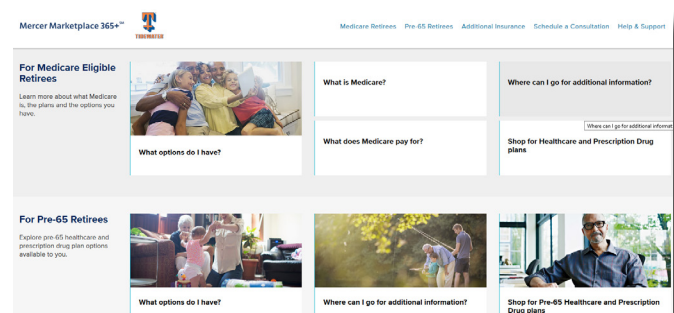 Mercer Marketplace 365+℠
TIDEWATER
Medicare Retirees Pre-65 Retirees Additional Insurance Schedule a Consultation Help & Support
For Medicare Eligible
Retirees
Learn more about what Medicare
is, the plans and the options you
have.
What options do I have?
What is Medicare?
Where can I go for additional information?
Where can I go for additional informat
What does Medicare pay for?
Shop for Healthcare and Prescription Drug
plans
For Pre-65 Retirees
Explore pre-65 healthcare and
prescription drug plan options
available to you.
What options do I have?
Where can I go for additional information?
Shop for Pre-65 Healthcare and Prescription
Drug plans